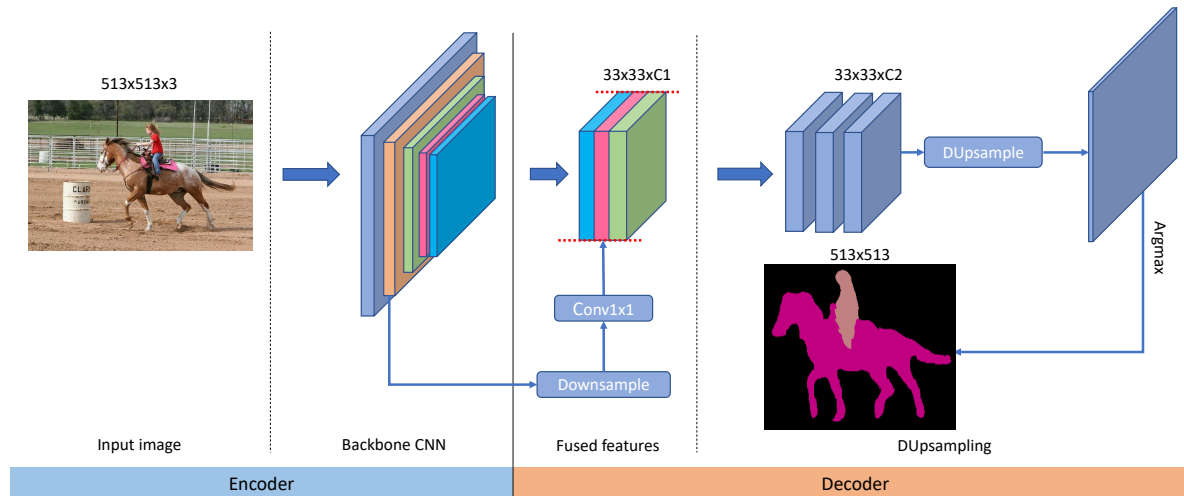 513x513x3
33x33xC1
33x33xC2
DUpsample
Argmax
513x513
Conv1x1
Downsample
Input image
Backbone CNN
Fused features
DUpsampling
Encoder
Decoder